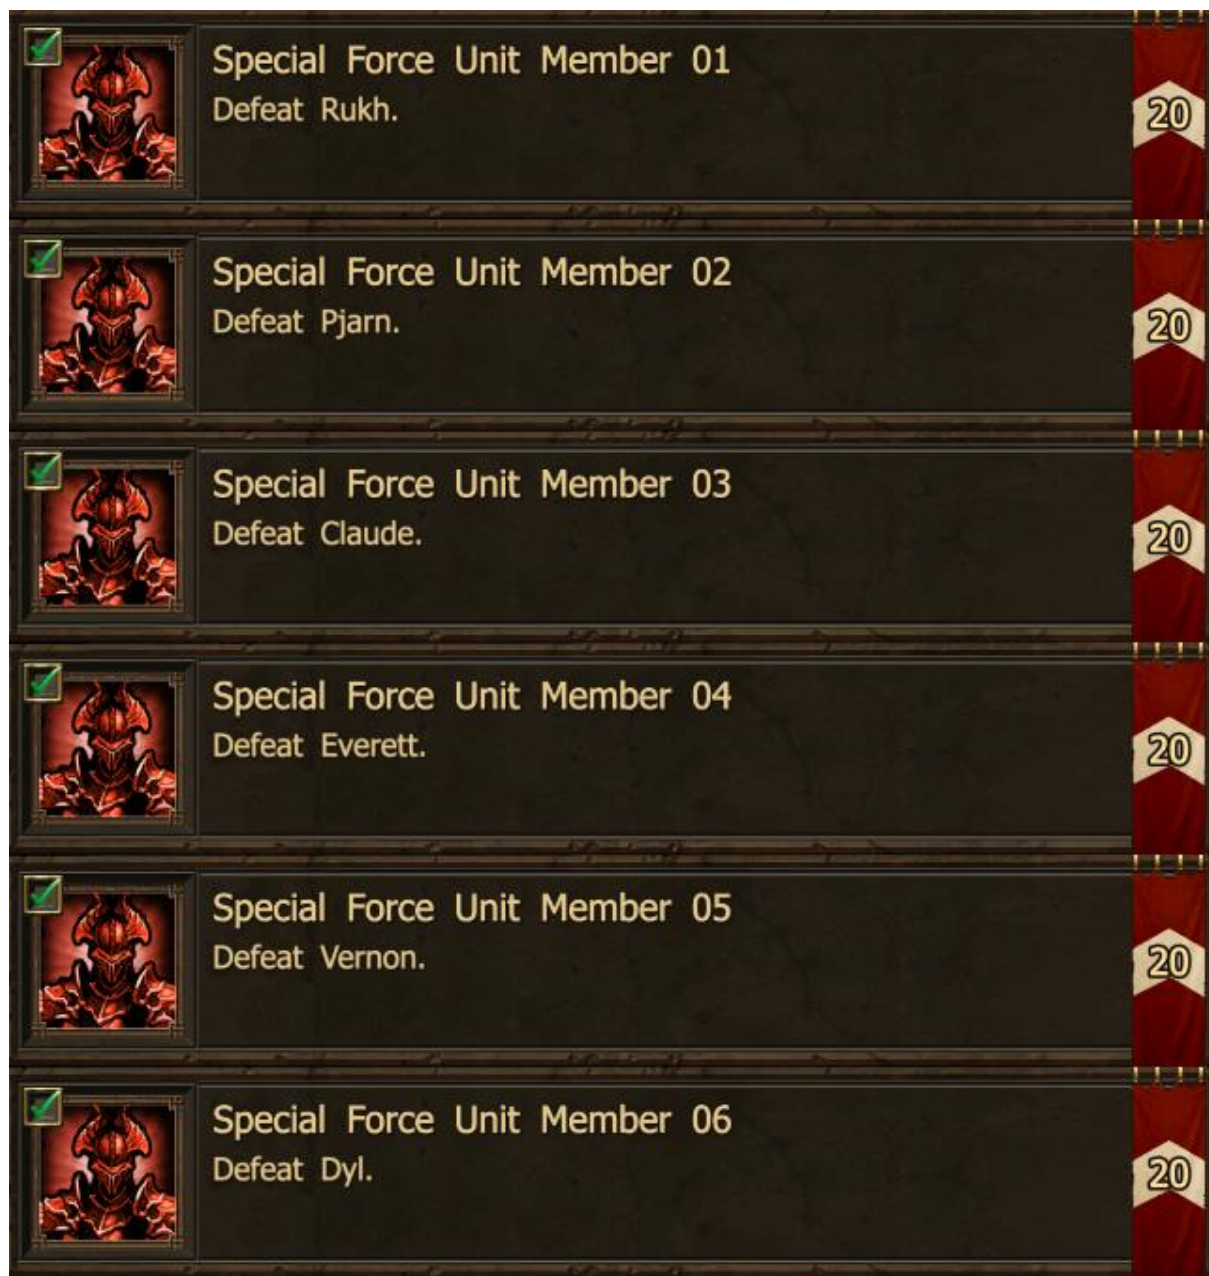 Special Force Unit Member 01
Defeat Rukh.
20
Special Force Unit Member 02
Defeat Pjarn.
20
Special Force Unit Member 03
Defeat Claude.
20
Special Force Unit Member 04
Defeat Everett.
20
Special Force Unit Member 05
Defeat Vernon.
20
Special Force Unit Member 06
Defeat Dyl.
20